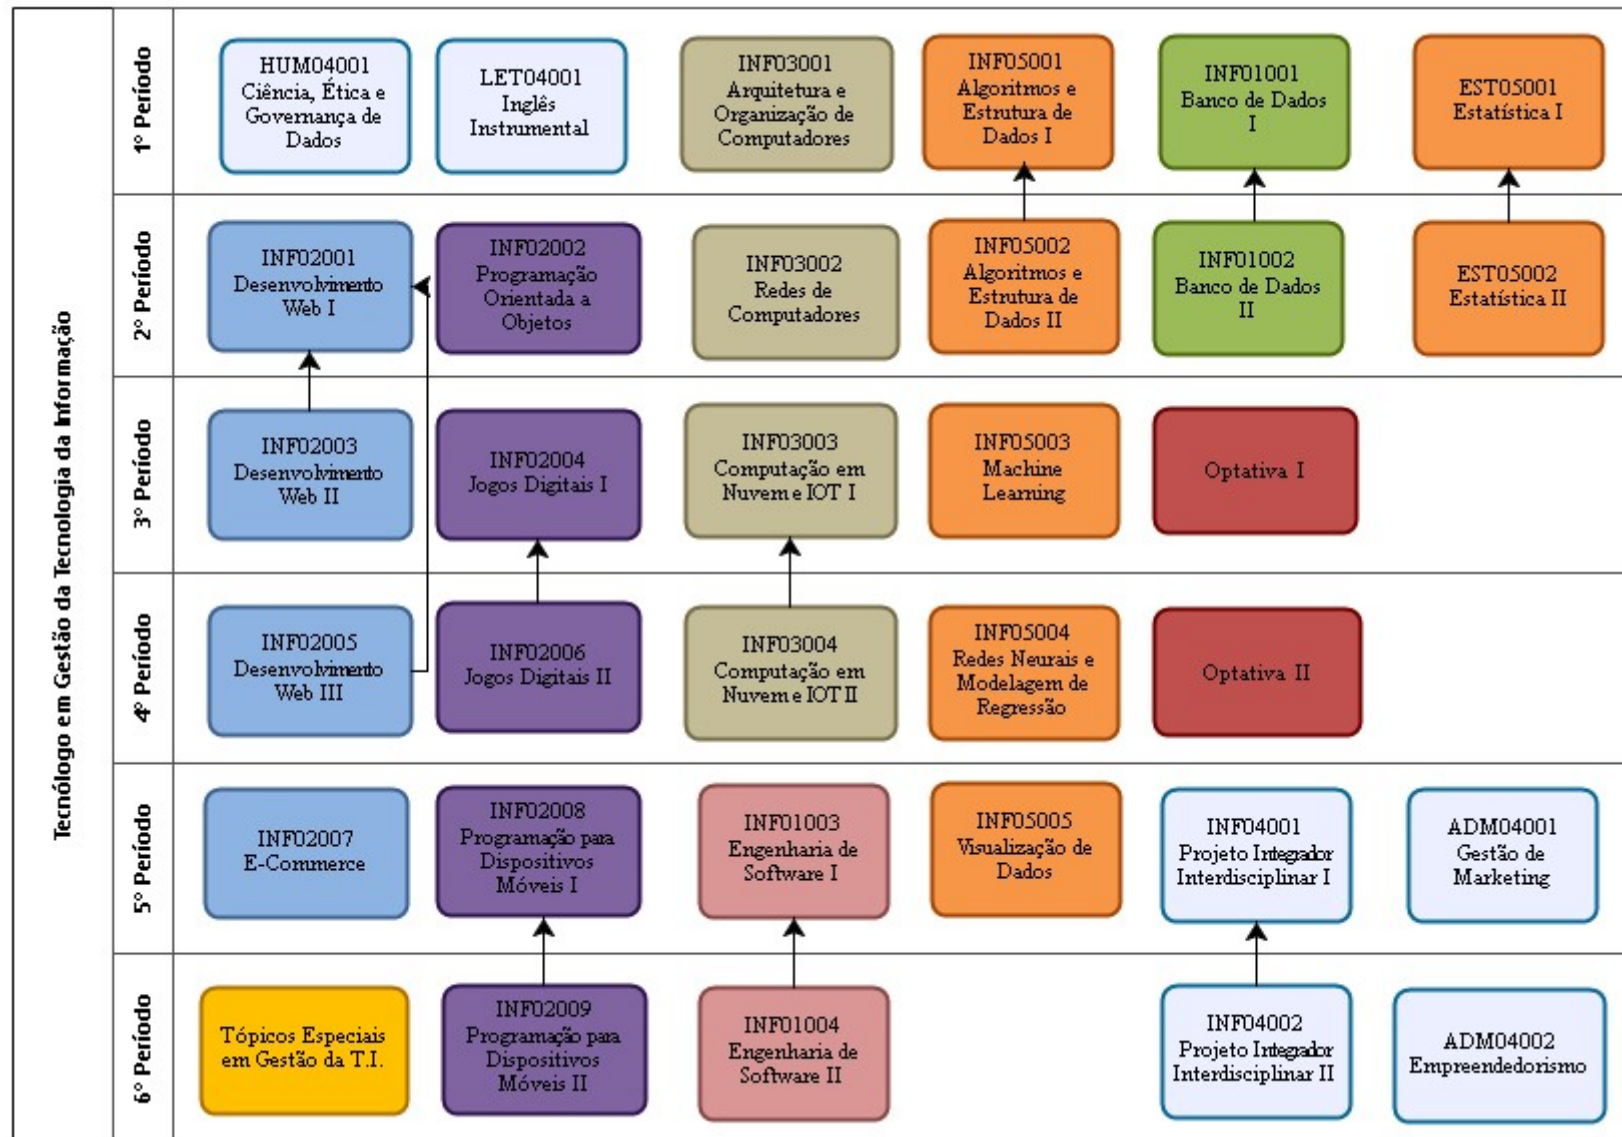 Tecnólogo em Gestão da Tecnologia da Informação
1º Período
HUM04001
Ciência, Ética e
Governança de
Dados
LET04001
Inglês
Instrumental
INF03001
Arquitetura e
Organização de
Computadores
INF05001
Algoritmos e
Estrutura de
Dados I
INF01001
Banco de Dados
I
EST05001
Estatística I
2º Período
INF02001
Desenvolvimento
Web I
INF02002
Programação
Orientada a
Objetos
INF03002
Redes de
Computadores
INF05002
Algoritmos e
Estrutura de
Dados II
INF01002
Banco de Dados
II
EST05002
Estatística II
3º Período
INF02003
Desenvolvimento
Web II
INF02004
Jogos Digitais I
INF03003
Computação em
Nuvem e IOT I
INF05003
Machine
Learning
Optativa I
4º Período
INF02005
Desenvolvimento
Web III
INF02006
Jogos Digitais II
INF03004
Computação em
Nuvem e IOT II
INF05004
Redes Neurais e
Modelagem de
Regressão
Optativa II
5º Período
INF02007
E-Commerce
INF02008
Programação para
Dispositivos
Móveis I
INF01003
Engenharia de
Software I
INF05005
Visualização de
Dados
INF04001
Projeto Integrador
Interdisciplinar I
ADM04001
Gestão de
Marketing
6º Período
Tópicos Especiais
em Gestão da T.I.
INF02009
Programação para
Dispositivos
Móveis II
INF01004
Engenharia de
Software II
INF04002
Projeto Integrador
Interdisciplinar II
ADM04002
Empreendedorismo